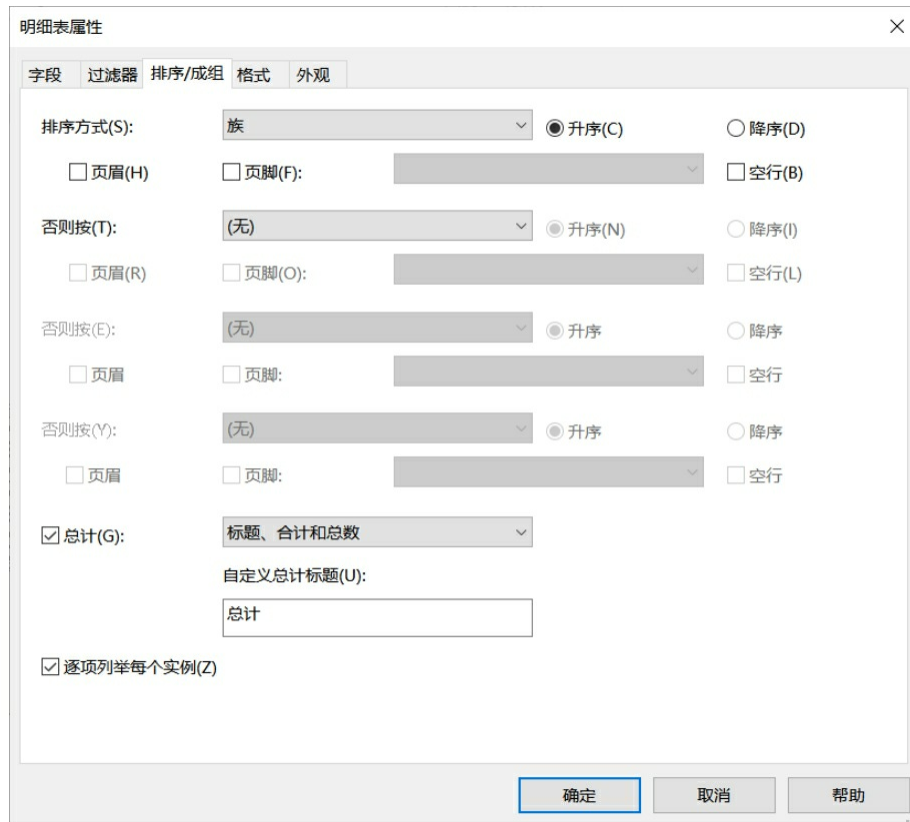 明细表属性
字段 过滤器 排序/成组 格式 外观
排序方式(S): 族 升序(C) 降序(D)
页眉(H) 页脚(F): 空行(B)
否则按(T): (无) 升序(N) 降序(I)
页眉(R) 页脚(O): 空行(L)
否则按(E): (无) 升序 降序
页眉 页脚: 空行
否则按(Y): (无) 升序 降序
页眉 页脚: 空行
总计(G): 标题、合计和总数
自定义总计标题(U):
总计
逐项列举每个实例(Z)
确定 取消 帮助